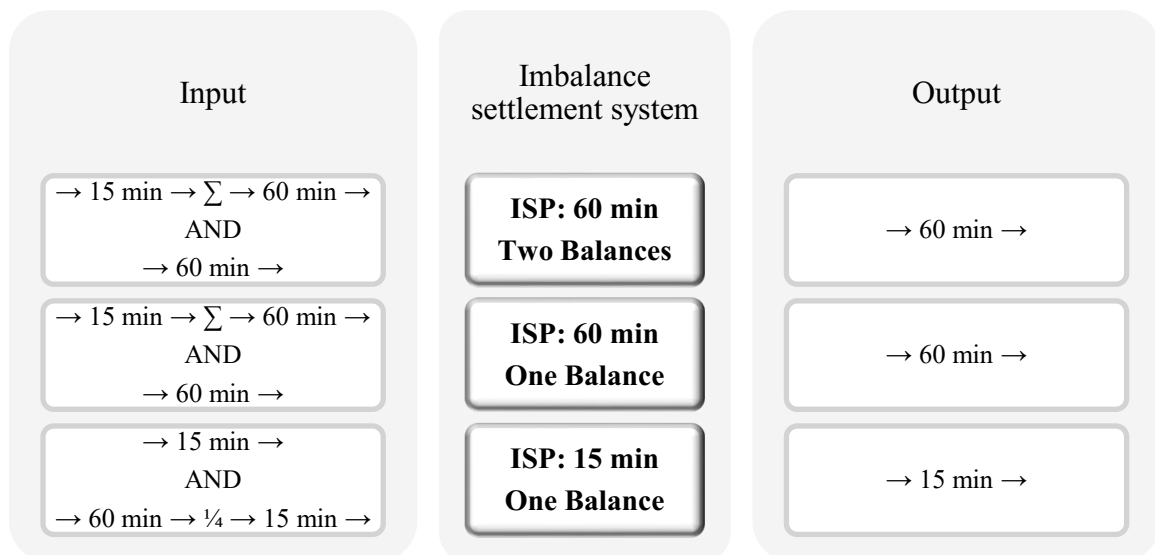 Input
→ 15 min → ∑ → 60 min →
AND
→ 60 min →
→ 15 min → ∑ → 60 min →
AND
→ 60 min →
→ 15 min →
AND
→ 60 min → ¼ → 15 min →
Imbalance
settlement system
ISP: 60 min
Two Balances
ISP: 60 min
One Balance
ISP: 15 min
One Balance
Output
→ 60 min →
→ 60 min →
→ 15 min →